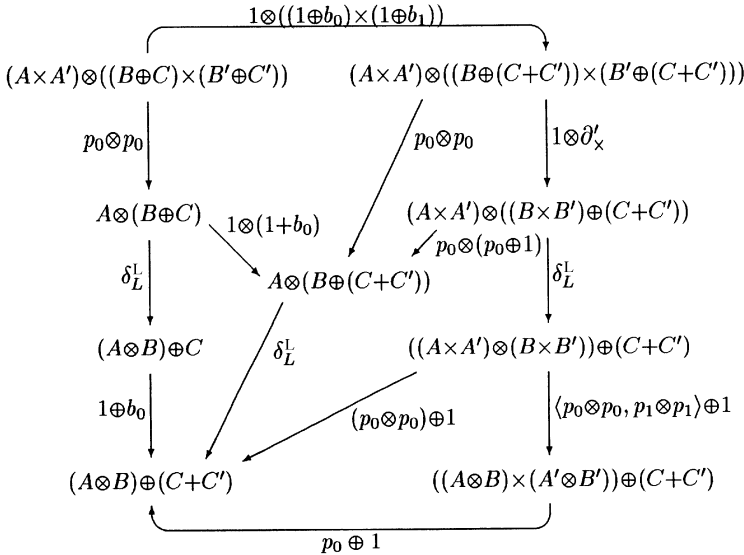 1⊗((1⊕b₀)×(1⊕b₁))
(A×A′)⊗((B⊕C)×(B′⊕C′)) (A×A′)⊗((B⊕(C+C′))×(B′⊕(C+C′)))
p₀⊗p₀ p₀⊗p₀ 1⊗∂′×
A⊗(B⊕C) 1⊗(1+b₀) (A×A′)⊗((B×B′)⊕(C+C′))
p₀⊗(p₀⊕1)
δᴸ_L A⊗(B⊕(C+C′)) δᴸ_L
(A⊗B)⊕C δᴸ_L ((A×A′)⊗(B×B′))⊕(C+C′)
1⊕b₀ (p₀⊗p₀)⊕1 ⟨p₀⊗p₀, p₁⊗p₁⟩⊕1
(A⊗B)⊕(C+C′) ((A⊗B)×(A′⊗B′))⊕(C+C′)
p₀ ⊕ 1